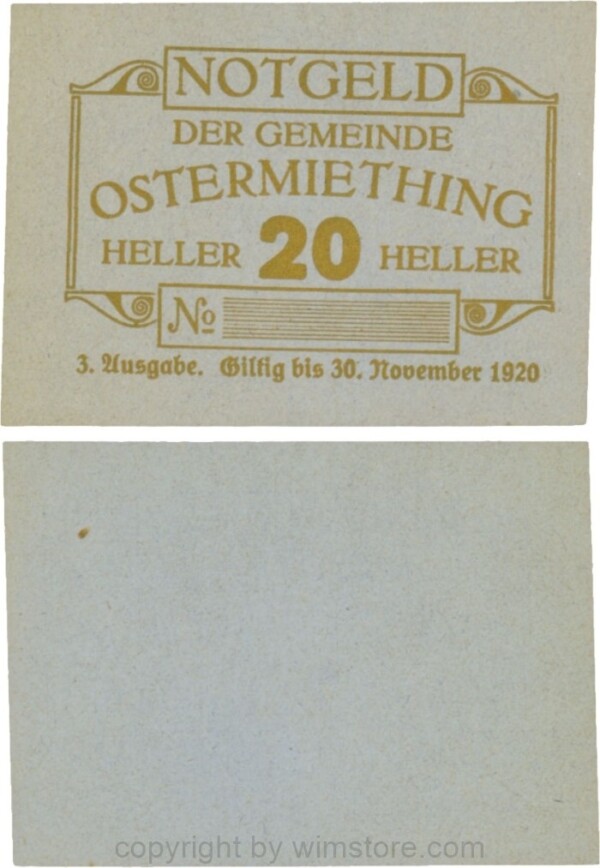 NOTGELD
DER GEMEINDE
OSTERMIETHING
HELLER 20 HELLER
No
3. Ausgabe. Giltig bis 30. November 1920
copyright by wimstore.com